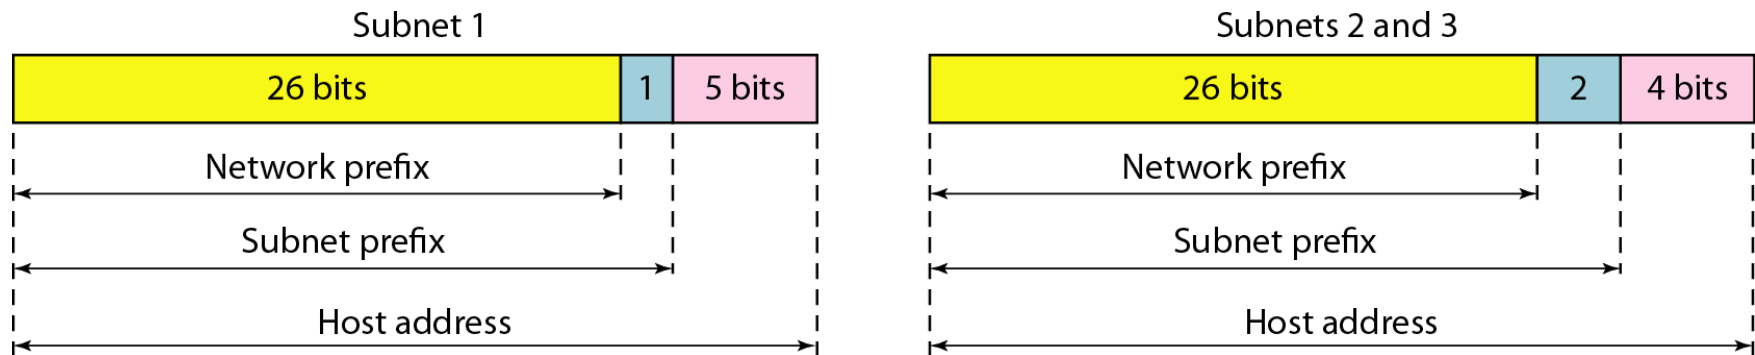 Subnet 1
26 bits 1 5 bits
Network prefix
Subnet prefix
Host address
Subnets 2 and 3
26 bits 2 4 bits
Network prefix
Subnet prefix
Host address